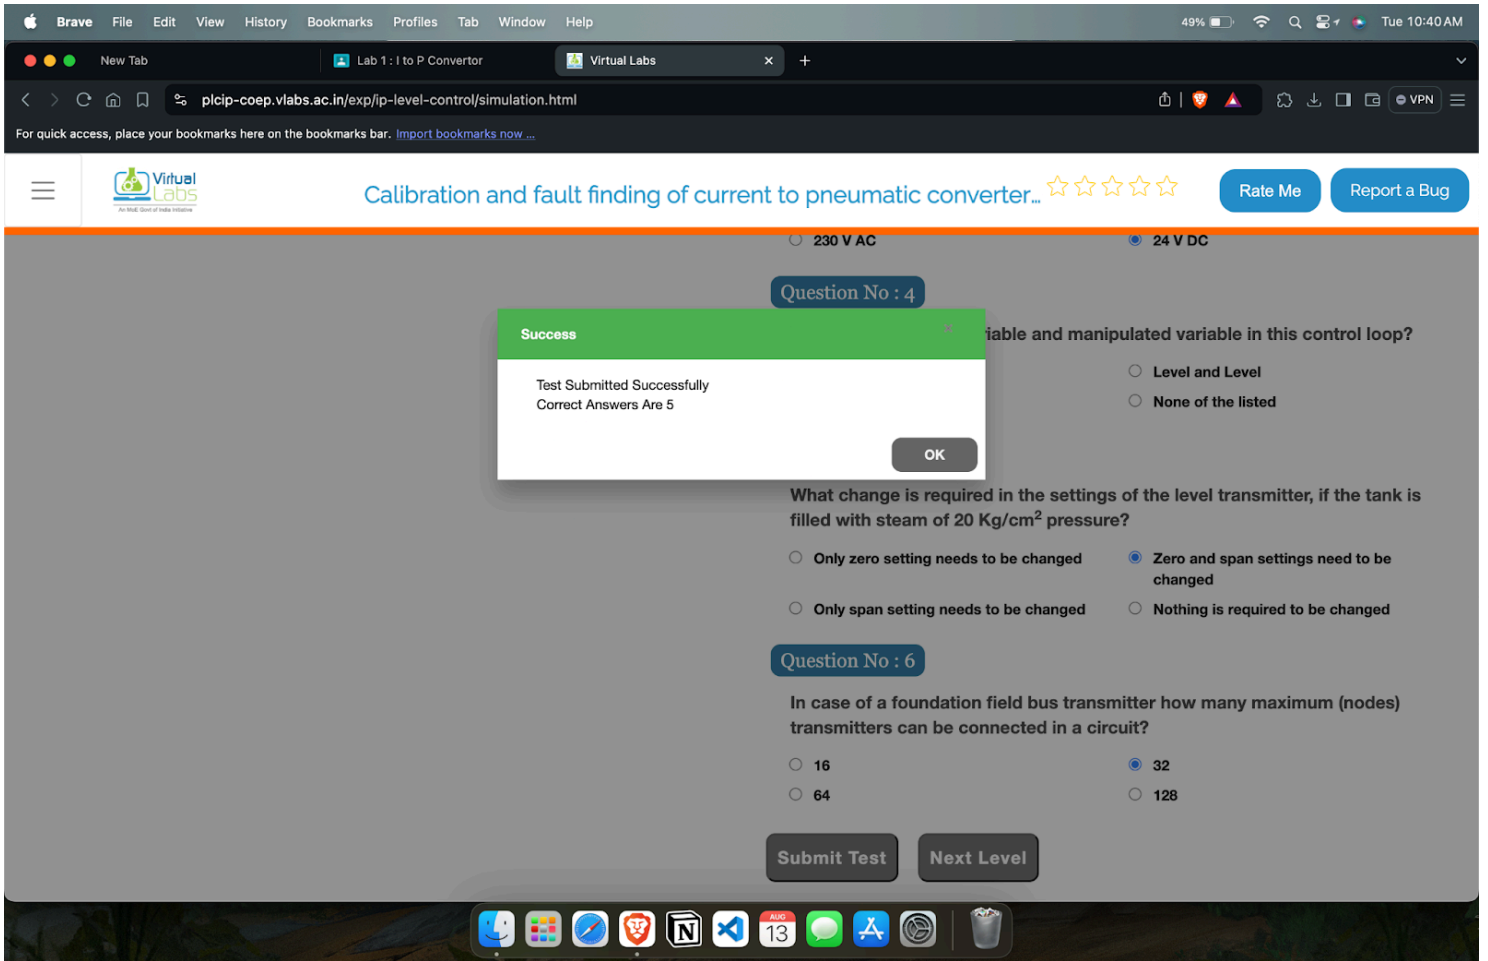 Brave File Edit View History Bookmarks Profiles Tab Window Help 49% Tue 10:40 AM
New Tab Lab 1 : I to P Convertor Virtual Labs
plcip-coep.vlabs.ac.in/exp/ip-level-control/simulation.html VPN
For quick access, place your bookmarks here on the bookmarks bar. Import bookmarks now ...
Virtual
Labs
An MoE Govt of India Initiative
Calibration and fault finding of current to pneumatic converter... Rate Me Report a Bug
230 V AC 24 V DC
Question No : 4
iable and manipulated variable in this control loop?
Success
Level and Level
Test Submitted Successfully
None of the listed
Correct Answers Are 5
OK
What change is required in the settings of the level transmitter, if the tank is
filled with steam of 20 Kg/cm² pressure?
Only zero setting needs to be changed Zero and span settings need to be
changed
Only span setting needs to be changed Nothing is required to be changed
Question No : 6
In case of a foundation field bus transmitter how many maximum (nodes)
transmitters can be connected in a circuit?
16 32
64 128
Submit Test Next Level
AUG
13